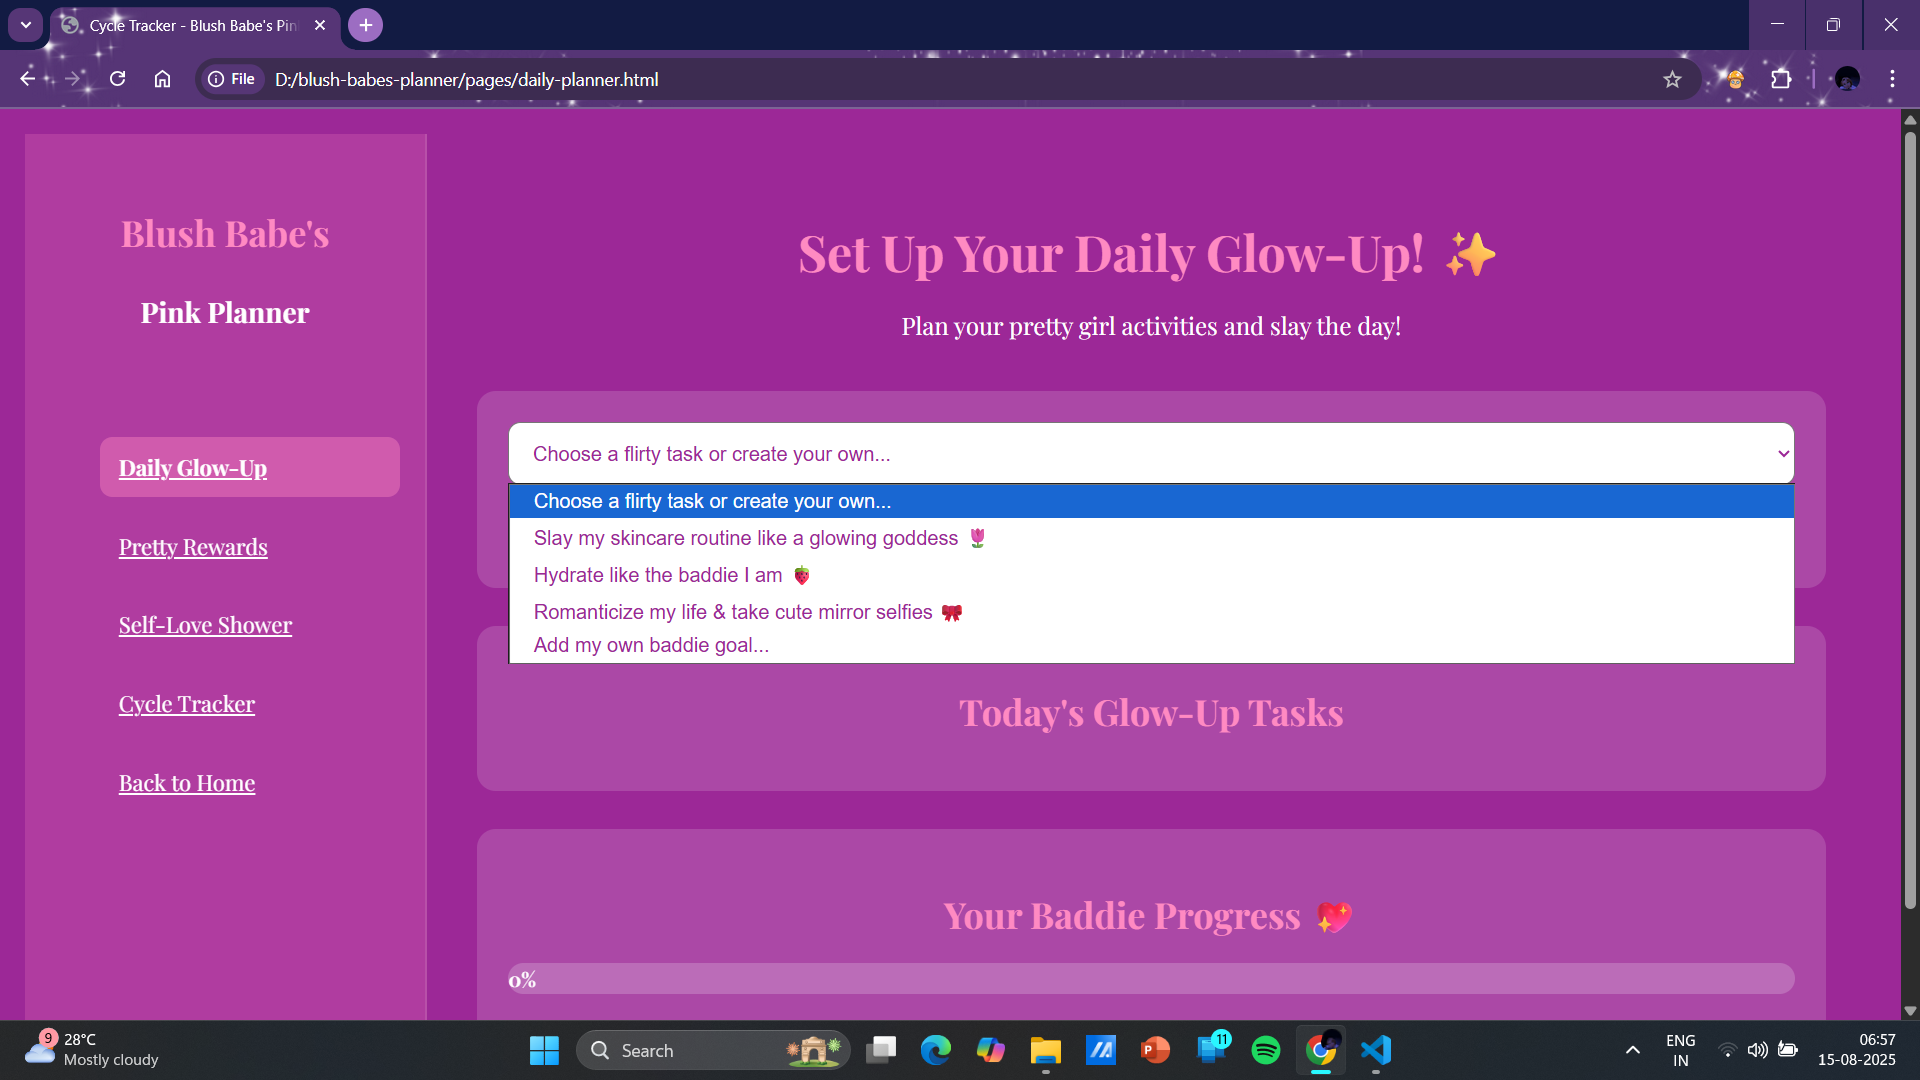 Cycle Tracker - Blush Babe's Pin
File
D:/blush-babes-planner/pages/daily-planner.html
Blush Babe's
Pink Planner
Daily Glow-Up
Pretty Rewards
Self-Love Shower
Cycle Tracker
Back to Home
Set Up Your Daily Glow-Up! ✨
Plan your pretty girl activities and slay the day!
Choose a flirty task or create your own...
Choose a flirty task or create your own...
Slay my skincare routine like a glowing goddess 🌷
Hydrate like the baddie I am 🍓
Romanticize my life & take cute mirror selfies 🎀
Add my own baddie goal...
Today's Glow-Up Tasks
Your Baddie Progress 💖
0%
9
28°C
Mostly cloudy
Search
11
ENG
IN
06:57
15-08-2025